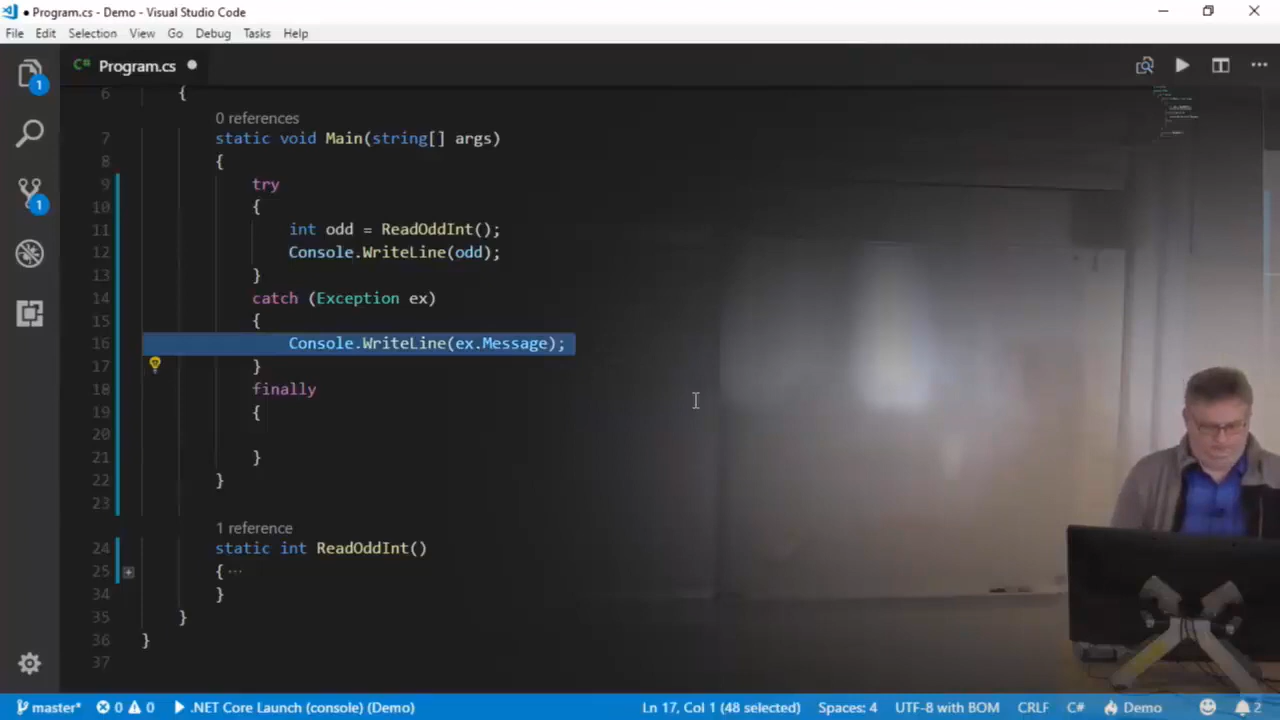 ● Program.cs - Demo - Visual Studio Code
File Edit Selection View Go Debug Tasks Help
C# Program.cs ●
1
1
6 {
0 references
7 static void Main(string[] args)
8 {
9 try
10 {
11 int odd = ReadOddInt();
12 Console.WriteLine(odd);
13 }
14 catch (Exception ex)
15 {
16 Console.WriteLine(ex.Message);
17 }
18 finally
19 {
20
21 }
22 }
23
1 reference
24 static int ReadOddInt()
25 { ...
34 }
35 }
36 }
37
master* 0 0 .NET Core Launch (console) (Demo) Ln 17, Col 1 (48 selected) Spaces: 4 UTF-8 with BOM CRLF C# Demo 2